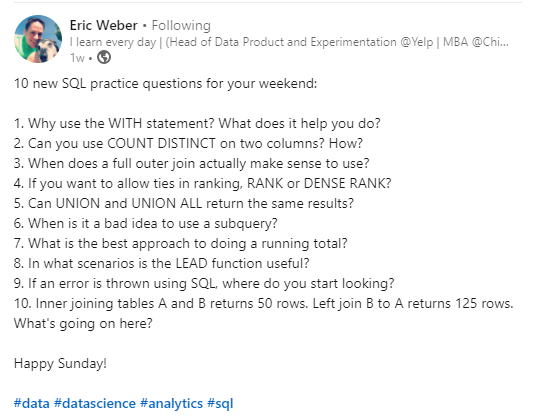 Eric Weber • Following
I learn every day | (Head of Data Product and Experimentation @Yelp | MBA @Chi...
1w •
10 new SQL practice questions for your weekend:
1. Why use the WITH statement? What does it help you do?
2. Can you use COUNT DISTINCT on two columns? How?
3. When does a full outer join actually make sense to use?
4. If you want to allow ties in ranking, RANK or DENSE RANK?
5. Can UNION and UNION ALL return the same results?
6. When is it a bad idea to use a subquery?
7. What is the best approach to doing a running total?
8. In what scenarios is the LEAD function useful?
9. If an error is thrown using SQL, where do you start looking?
10. Inner joining tables A and B returns 50 rows. Left join B to A returns 125 rows.
What's going on here?
Happy Sunday!
#data #datascience #analytics #sql